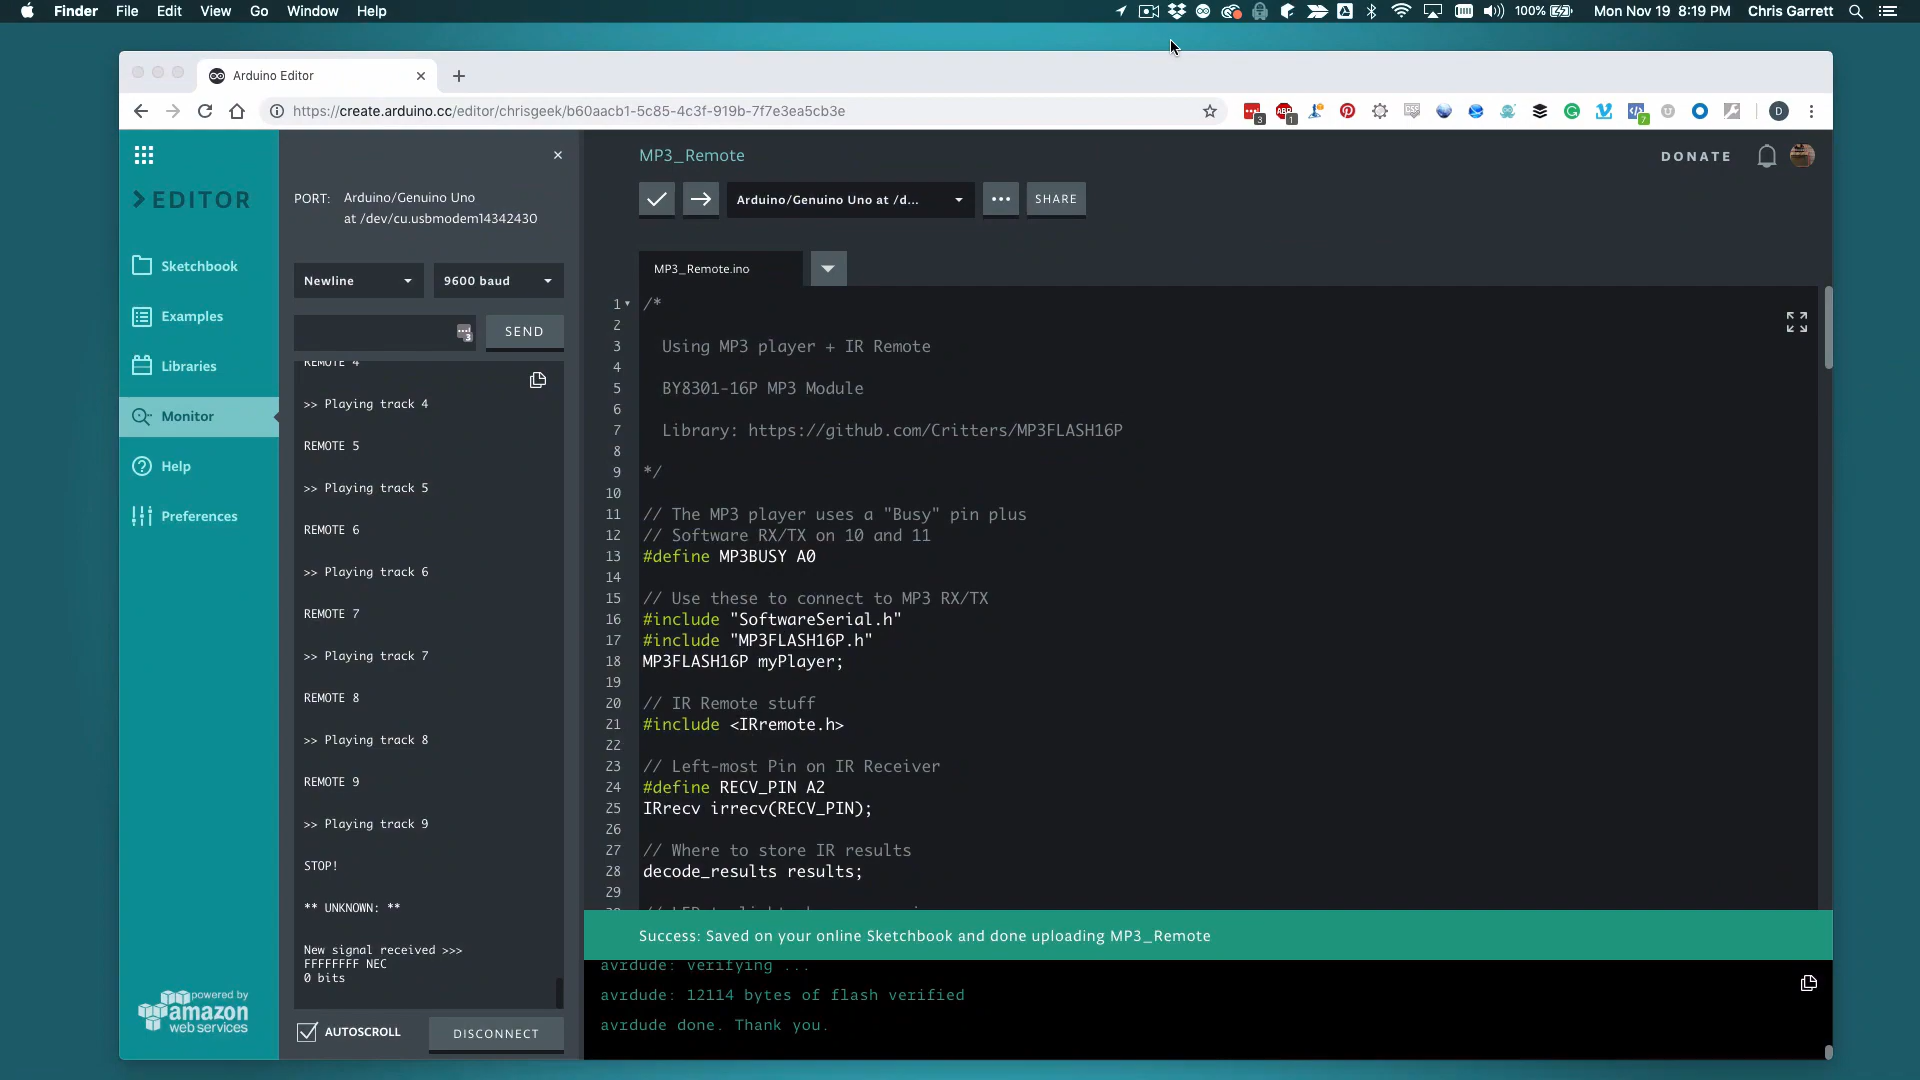 Finder File Edit View Go Window Help
100% Mon Nov 19 8:19 PM Chris Garrett
Arduino Editor
https://create.arduino.cc/editor/chrisgeek/b60aacb1-5c85-4c3f-919b-7f7e3ea5cb3e
3
ABP
1
7
D
>EDITOR
Sketchbook
Examples
Libraries
Monitor
Help
Preferences
powered by
amazon
web services
PORT: Arduino/Genuino Uno
at /dev/cu.usbmodem14342430
Newline
9600 baud
3
SEND
REMOTE 4
>> Playing track 4
REMOTE 5
>> Playing track 5
REMOTE 6
>> Playing track 6
REMOTE 7
>> Playing track 7
REMOTE 8
>> Playing track 8
REMOTE 9
>> Playing track 9
STOP!
** UNKNOWN: **
New signal received >>>
FFFFFFFF NEC
0 bits
AUTOSCROLL
DISCONNECT
MP3_Remote
DONATE
Arduino/Genuino Uno at /d...
SHARE
MP3_Remote.ino
1 /*
2
3 Using MP3 player + IR Remote
4
5 BY8301-16P MP3 Module
6
7 Library: https://github.com/Critters/MP3FLASH16P
8
9 */
10
11 // The MP3 player uses a "Busy" pin plus
12 // Software RX/TX on 10 and 11
13 #define MP3BUSY A0
14
15 // Use these to connect to MP3 RX/TX
16 #include "SoftwareSerial.h"
17 #include "MP3FLASH16P.h"
18 MP3FLASH16P myPlayer;
19
20 // IR Remote stuff
21 #include <IRremote.h>
22
23 // Left-most Pin on IR Receiver
24 #define RECV_PIN A2
25 IRrecv irrecv(RECV_PIN);
26
27 // Where to store IR results
28 decode_results results;
29
Success: Saved on your online Sketchbook and done uploading MP3_Remote
avrdude: verifying ...
avrdude: 12114 bytes of flash verified
avrdude done. Thank you.